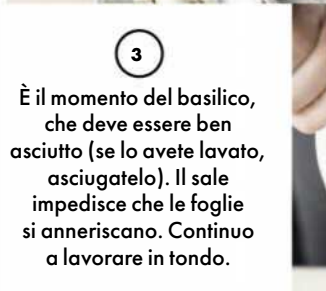 3
È il momento del basilico,
che deve essere ben
asciutto (se lo avete lavato,
asciugatelo). Il sale
impedisce che le foglie
si anneriscano. Continuo
a lavorare in tondo.